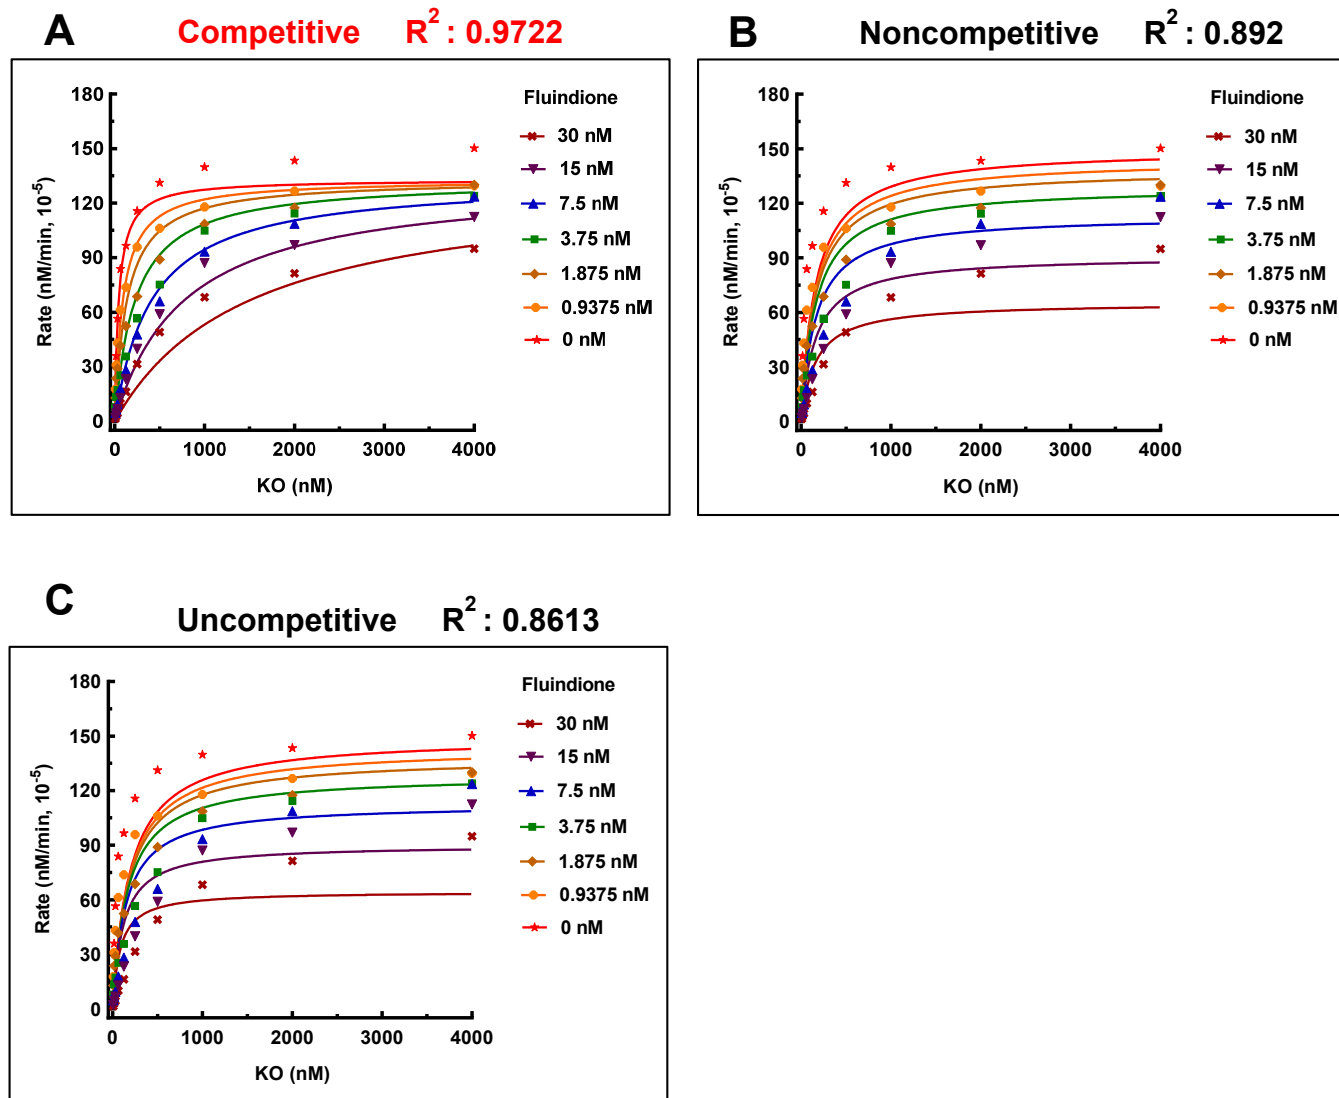 A
Competitive R2 : 0.9722
Rate (nM/min, 10-5)
180
150
120
90
60
30
0
0 1000 2000 3000 4000
KO (nM)
Fluindione
30 nM
15 nM
7.5 nM
3.75 nM
1.875 nM
0.9375 nM
0 nM
B
Noncompetitive R2 : 0.892
Rate (nM/min, 10-5)
180
150
120
90
60
30
0
0 1000 2000 3000 4000
KO (nM)
Fluindione
30 nM
15 nM
7.5 nM
3.75 nM
1.875 nM
0.9375 nM
0 nM
C
Uncompetitive R2 : 0.8613
Rate (nM/min, 10-5)
180
150
120
90
60
30
0
0 1000 2000 3000 4000
KO (nM)
Fluindione
30 nM
15 nM
7.5 nM
3.75 nM
1.875 nM
0.9375 nM
0 nM